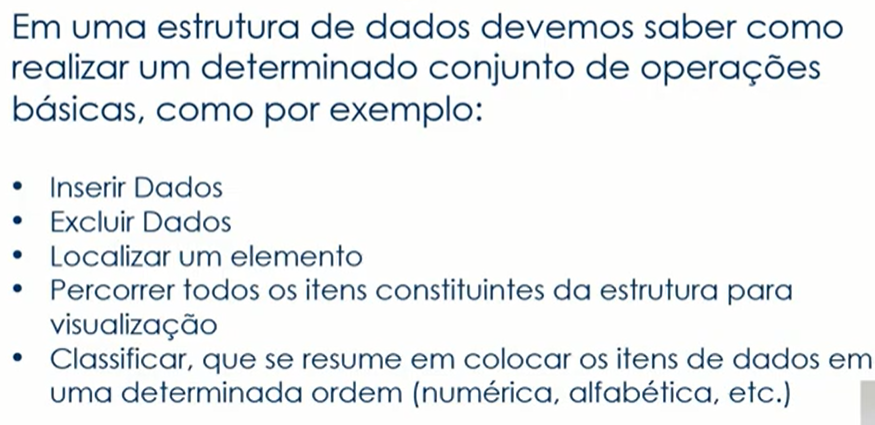 Em uma estrutura de dados devemos saber como
realizar um determinado conjunto de operações
básicas, como por exemplo:
• Inserir Dados
• Excluir Dados
• Localizar um elemento
• Percorrer todos os itens constituintes da estrutura para
visualização
• Classificar, que se resume em colocar os itens de dados em
uma determinada ordem (numérica, alfabética, etc.)